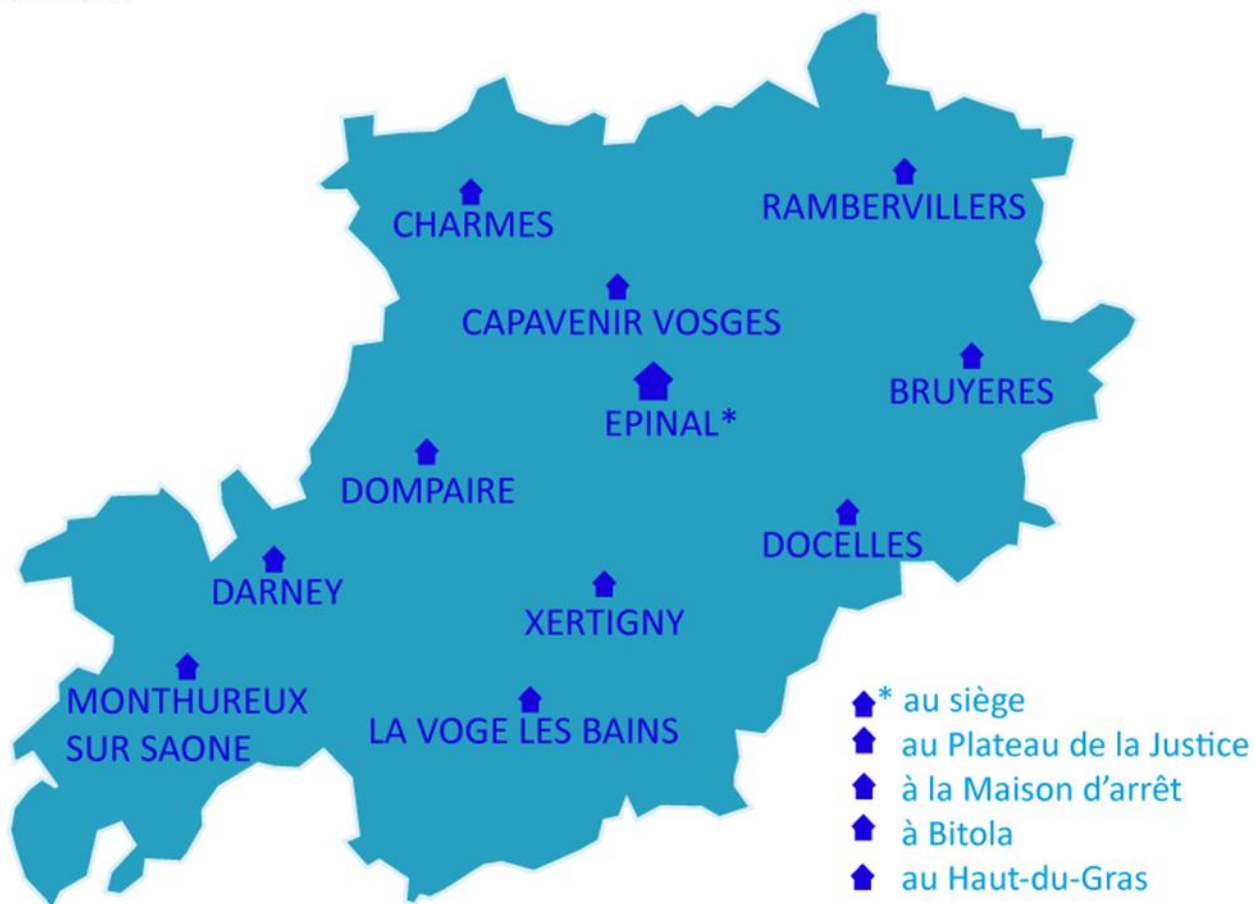 CHARMES
RAMBERVILLERS
CAPAVENIR VOSGES
BRUYERES
EPINAL*
DOMPAIRE
DOCELLES
DARNEY
XERTIGNY
MONTHUREUX
SUR SAONE
LA VOGE LES BAINS
* au siège
au Plateau de la Justice
à la Maison d'arrêt
à Bitola
au Haut-du-Gras